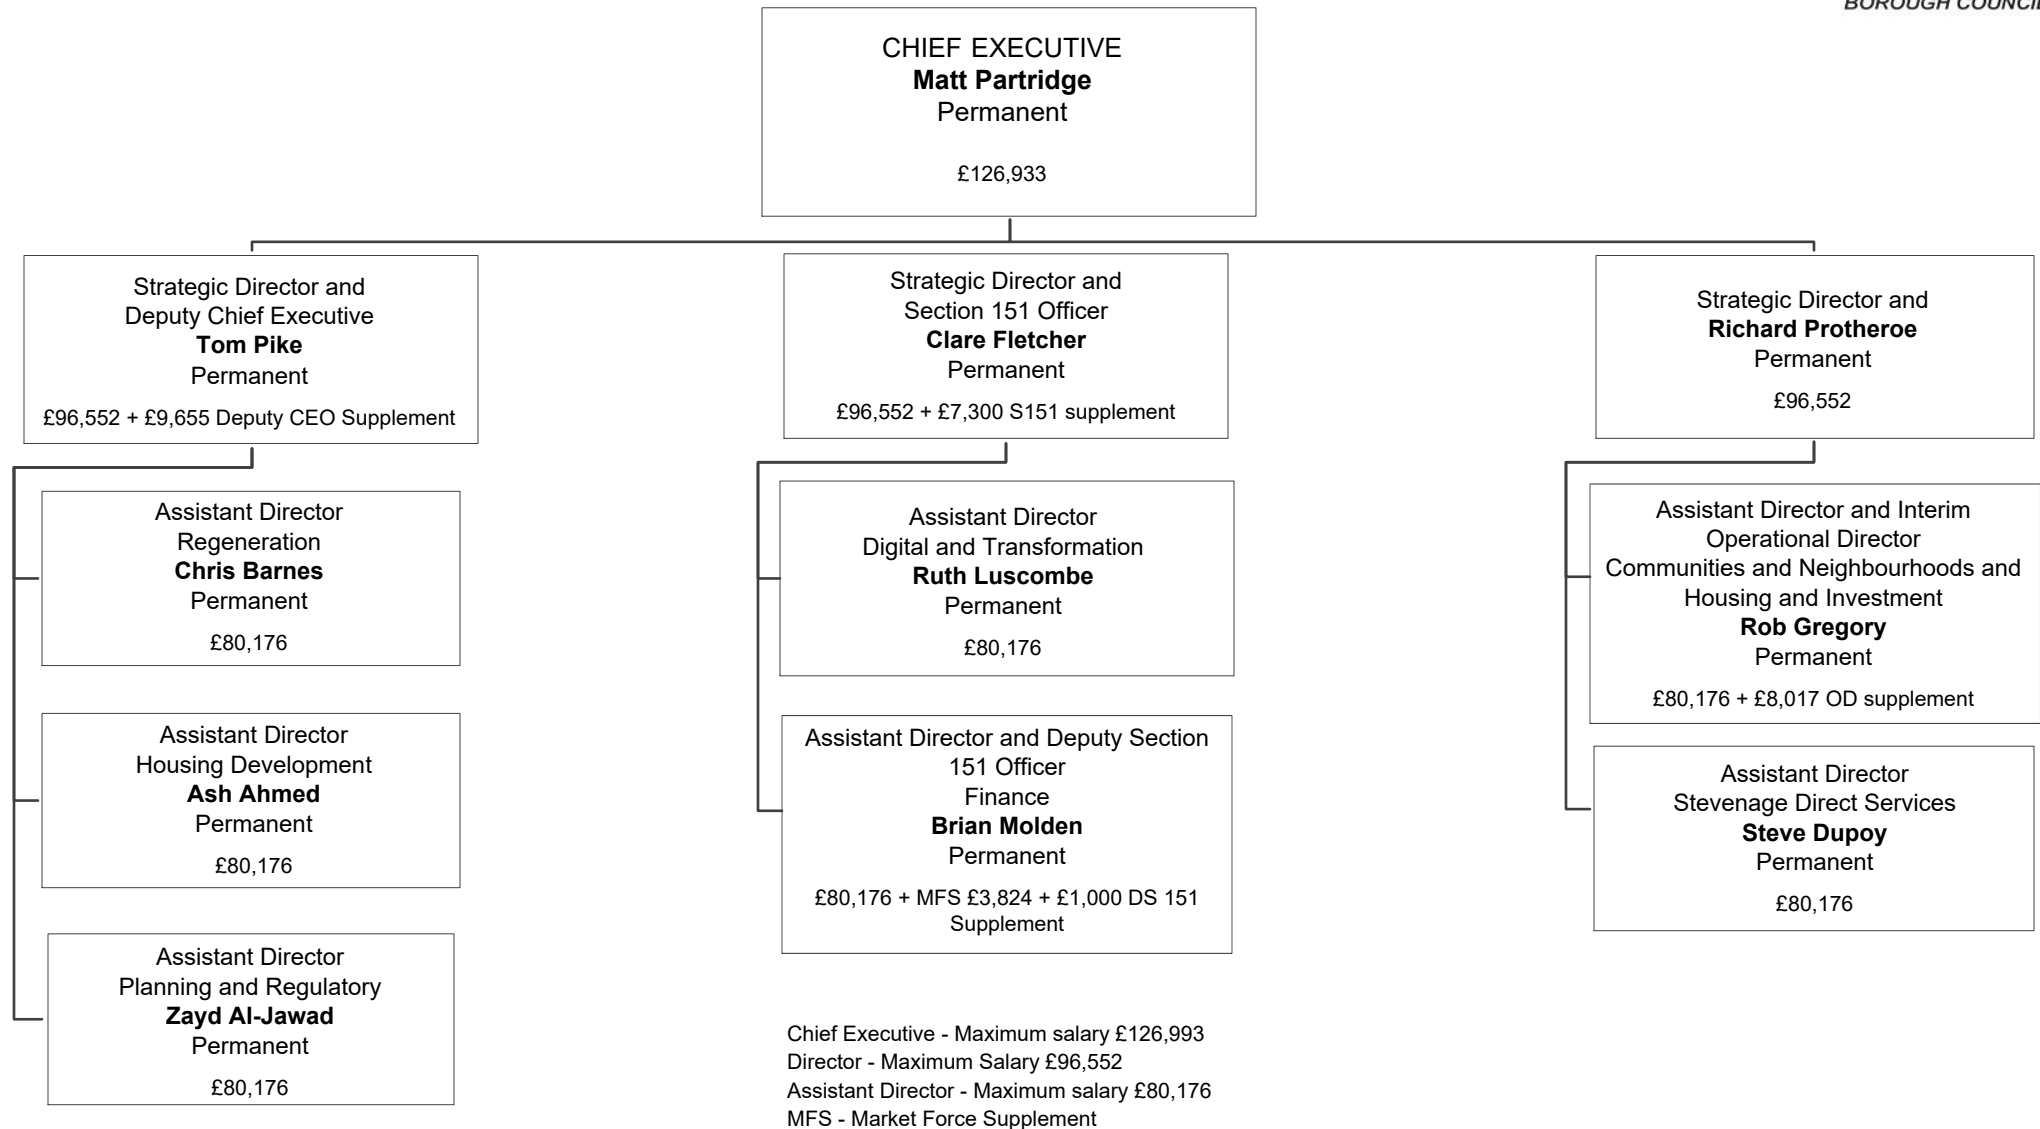 BOROUGH COUNCIL
CHIEF EXECUTIVE
Matt Partridge
Permanent
£126,933
Strategic Director and
Deputy Chief Executive
Tom Pike
Permanent
£96,552 + £9,655 Deputy CEO Supplement
Strategic Director and
Section 151 Officer
Clare Fletcher
Permanent
£96,552 + £7,300 S151 supplement
Strategic Director and
Richard Protheroe
Permanent
£96,552
Assistant Director
Regeneration
Chris Barnes
Permanent
£80,176
Assistant Director
Housing Development
Ash Ahmed
Permanent
£80,176
Assistant Director
Planning and Regulatory
Zayd Al-Jawad
Permanent
£80,176
Assistant Director
Digital and Transformation
Ruth Luscombe
Permanent
£80,176
Assistant Director and Deputy Section
151 Officer
Finance
Brian Molden
Permanent
£80,176 + MFS £3,824 + £1,000 DS 151
Supplement
Assistant Director and Interim
Operational Director
Communities and Neighbourhoods and
Housing and Investment
Rob Gregory
Permanent
£80,176 + £8,017 OD supplement
Assistant Director
Stevenage Direct Services
Steve Dupoy
Permanent
£80,176
Chief Executive - Maximum salary £126,993
Director - Maximum Salary £96,552
Assistant Director - Maximum salary £80,176
MFS - Market Force Supplement